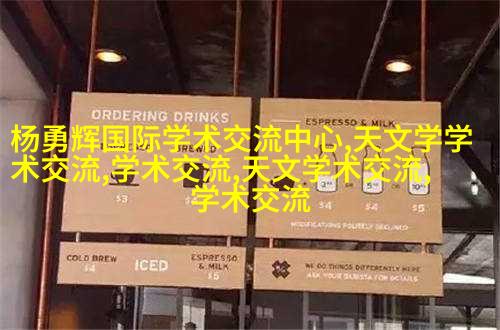 ORDERING DRINKS
ESPRESSO & MILK
杨勇辉国际学术交流中心,天文学学
术交流,学术交流,天文学术交流,
学术交流
$3
$4
$4
$5
MODIFICATIONS POLITELY DECLINED
COLD BREW
$4
ICED
ESPRESSO
& MILK
$5
WE DO THINGS DIFFERENTLY HERE
ASK YOUR BARISTA FOR DETAILS